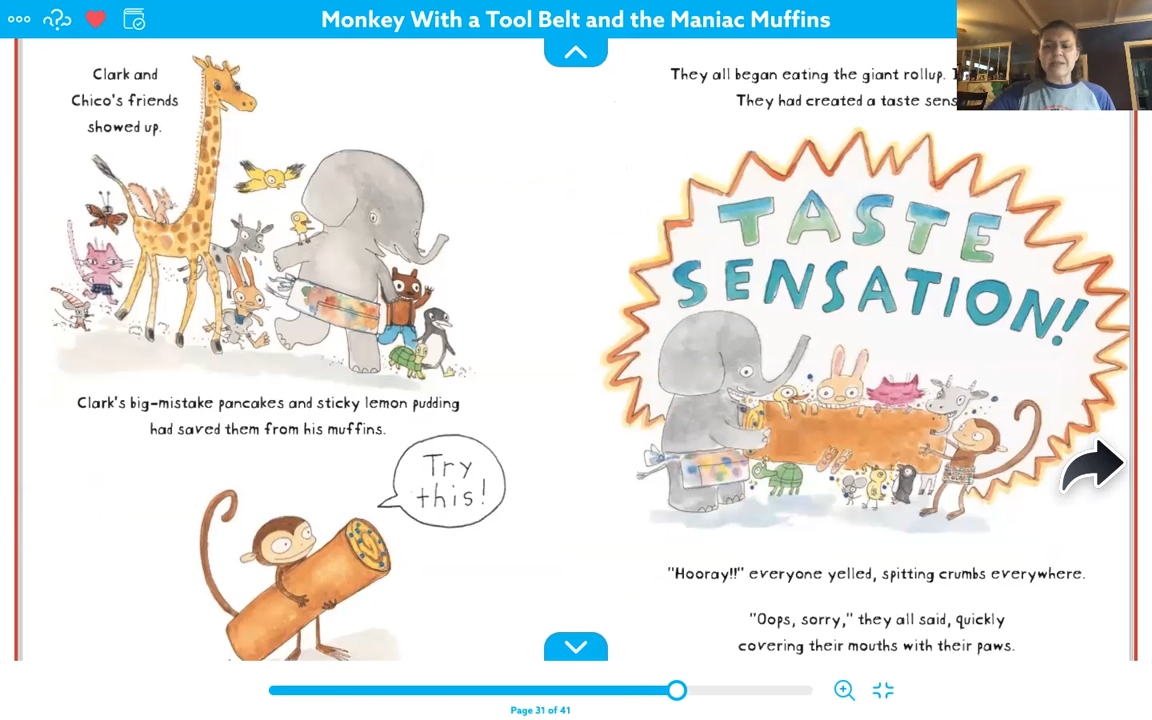 Monkey With a Tool Belt and the Maniac Muffins
Clark and
Chico's friends
showed up.
Clark's big-mistake pancakes and sticky lemon pudding
had saved them from his muffins.
Try
this!
They all began eating the giant rollup.
They had created a taste
TASTE
SENSATION!
"Hooray!!" everyone yelled, spitting crumbs everywhere.
"Oops, sorry," they all said, quickly
covering their mouths with their paws.
Page 31 of 41